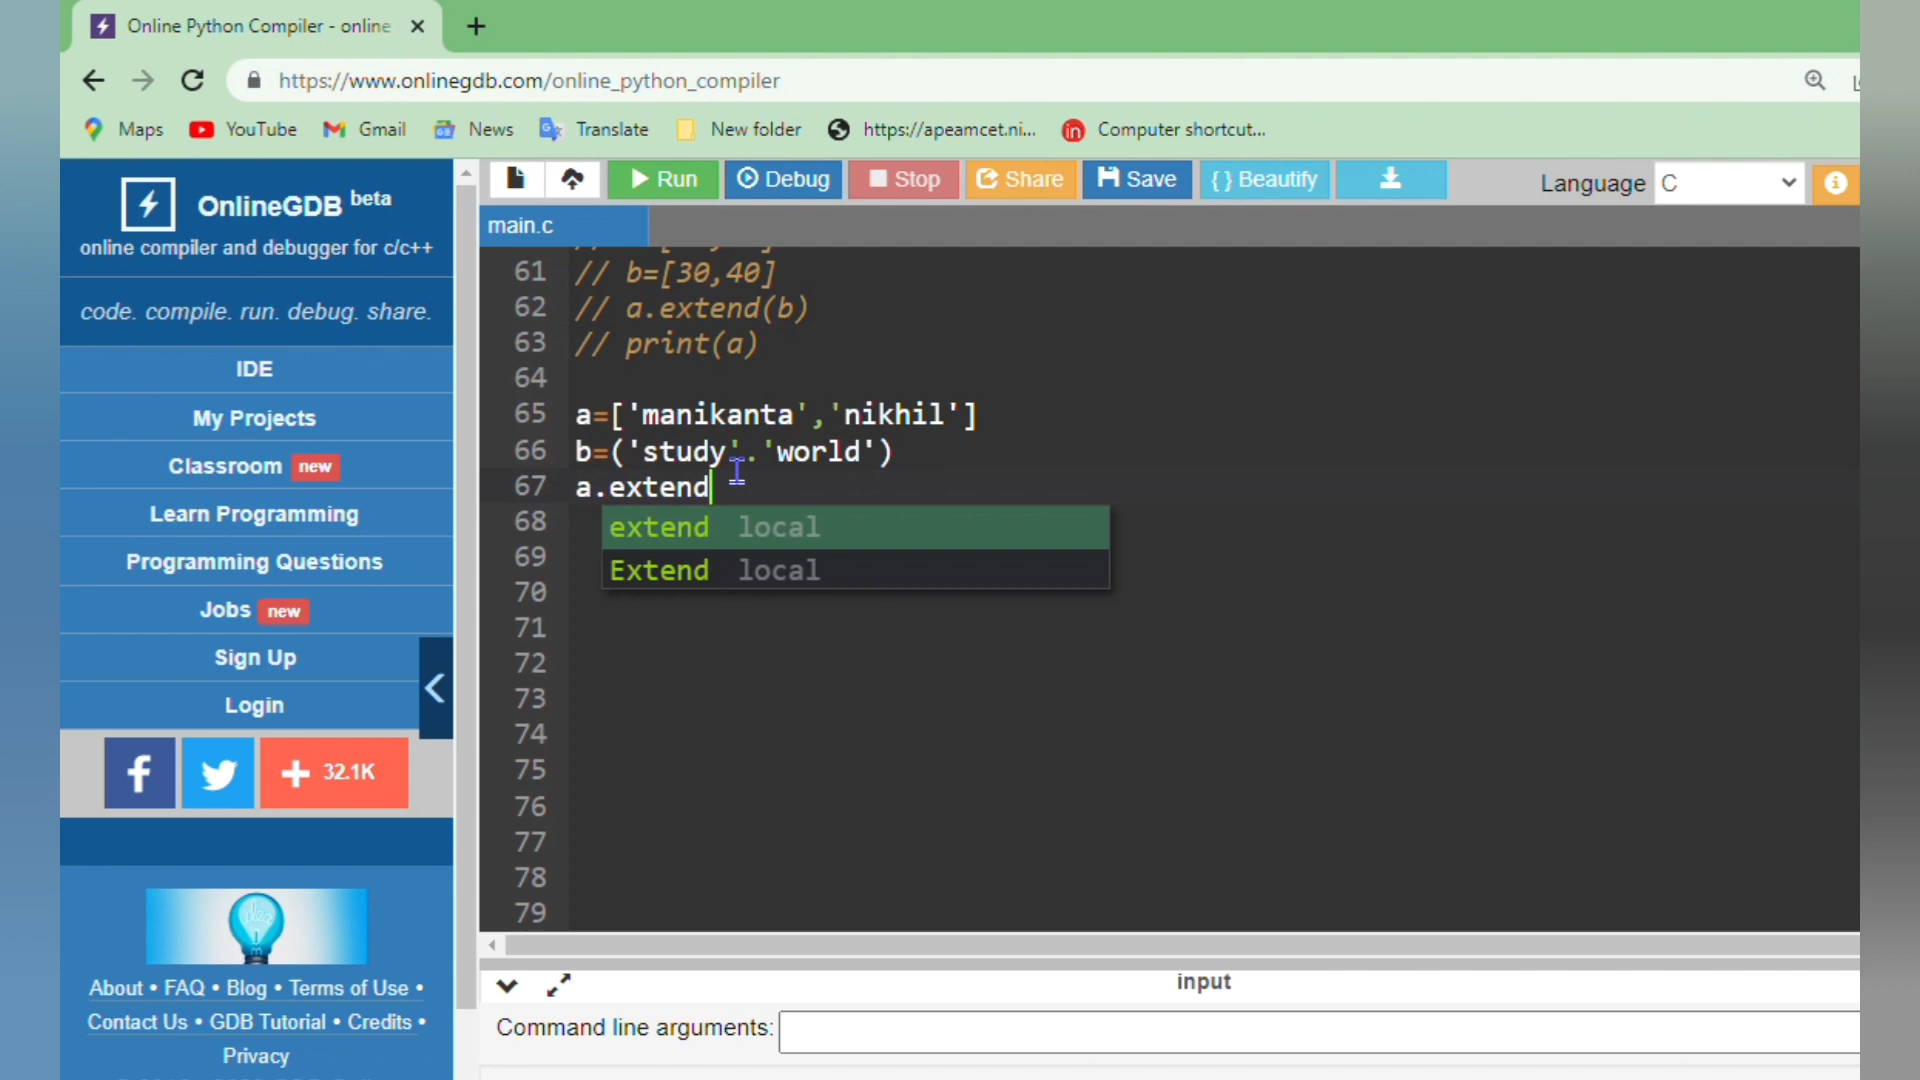 Online Python Compiler - online
https://www.onlinegdb.com/online_python_compiler
Maps YouTube Gmail News Translate New folder https://apeamcet.ni... Computer shortcut...
OnlineGDB beta
online compiler and debugger for c/c++
code. compile. run. debug. share.
IDE
My Projects
Classroom new
Learn Programming
Programming Questions
Jobs new
Sign Up
Login
32.1K
About • FAQ • Blog • Terms of Use •
Contact Us • GDB Tutorial • Credits •
Privacy
Run Debug Stop Share Save { } Beautify Language C
main.c
61 // b=[30,40]
62 // a.extend(b)
63 // print(a)
64
65 a=['manikanta','nikhil']
66 b=('study'.'world')
67 a.extend
extend local
Extend local
68
69
70
71
72
73
74
75
76
77
78
79
input
Command line arguments: